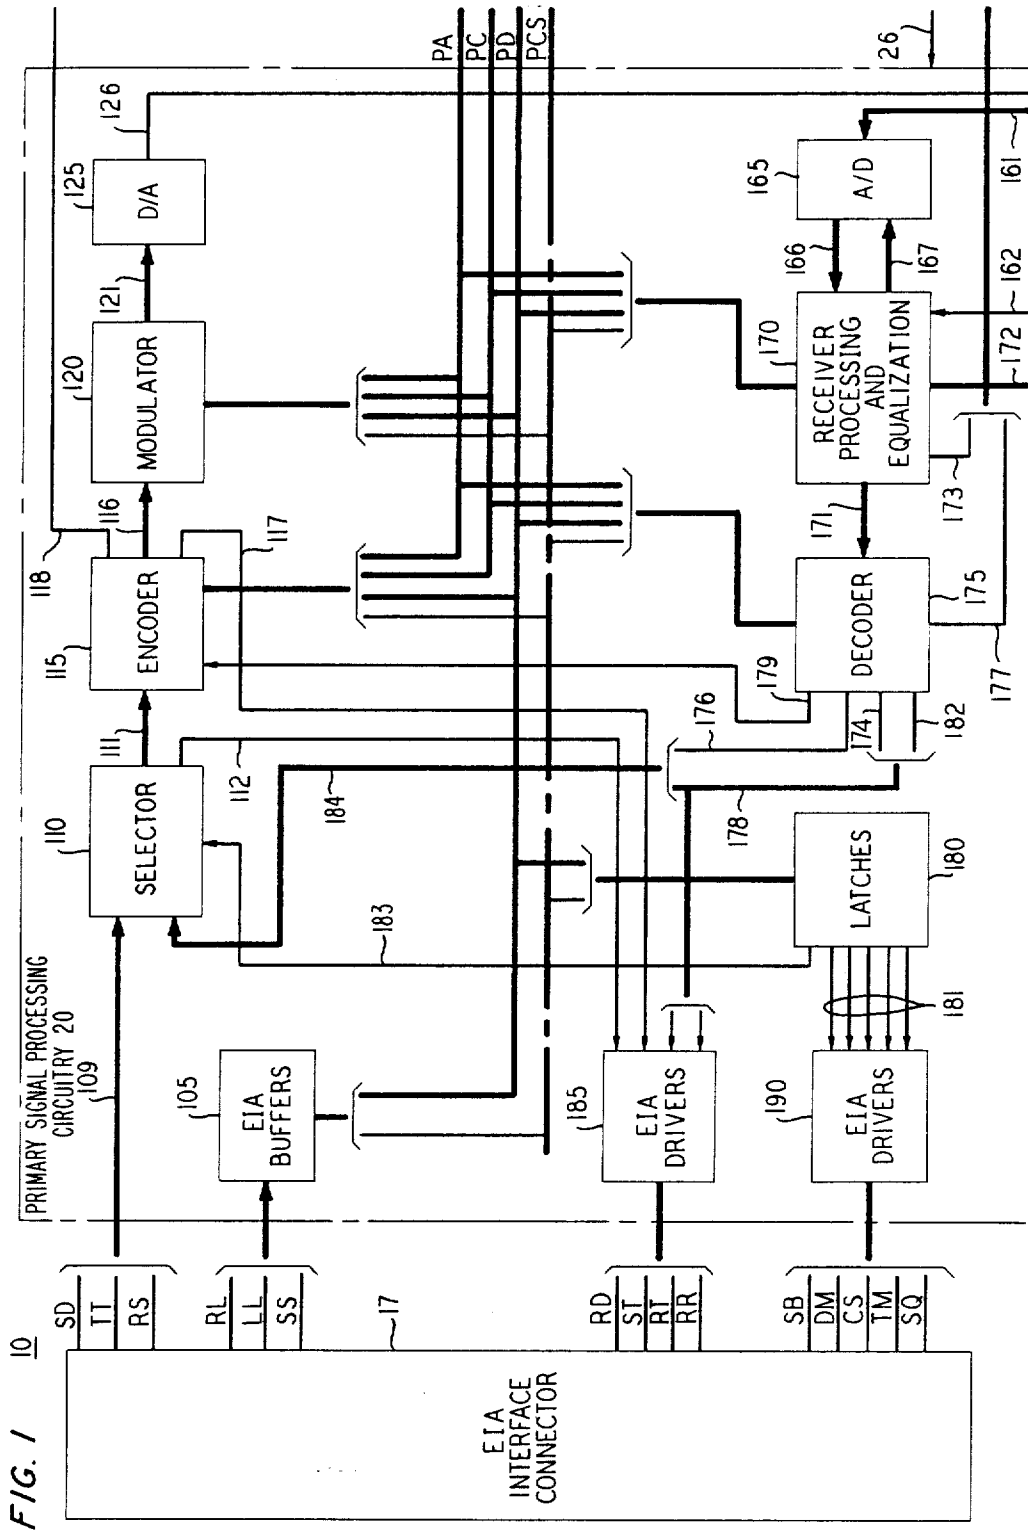 FIG. 1
10
EIA
INTERFACE
CONNECTOR
17
SD
TT
RS
RL
LL
SS
RD
ST
RT
RR
SB
DM
CS
TM
SQ
PRIMARY SIGNAL PROCESSING
CIRCUITRY 20
109
EIA
BUFFERS
105
EIA
DRIVERS
185
EIA
DRIVERS
190
181
183
SELECTOR
110
111
112
184
LATCHES
180
178
176
174
182
179
ENCODER
115
116
117
118
DECODER
175
177
171
173
MODULATOR
120
121
RECEIVER
PROCESSING
AND
EQUALIZATION
170
172
162
166
167
D/A
125
126
A/D
165
161
PA
PC
PD
PCS
26